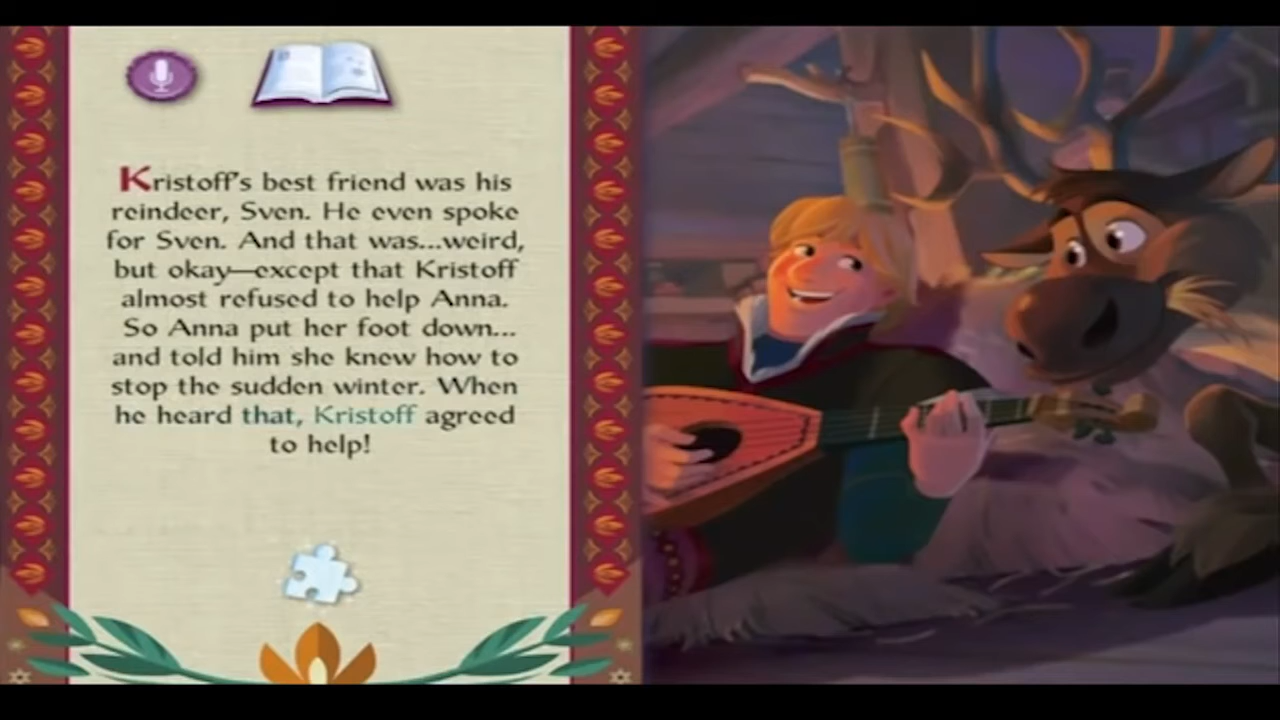 Kristoff's best friend was his
reindeer, Sven. He even spoke
for Sven. And that was...weird,
but okay—except that Kristoff
almost refused to help Anna.
So Anna put her foot down...
and told him she knew how to
stop the sudden winter. When
he heard that, Kristoff agreed
to help!